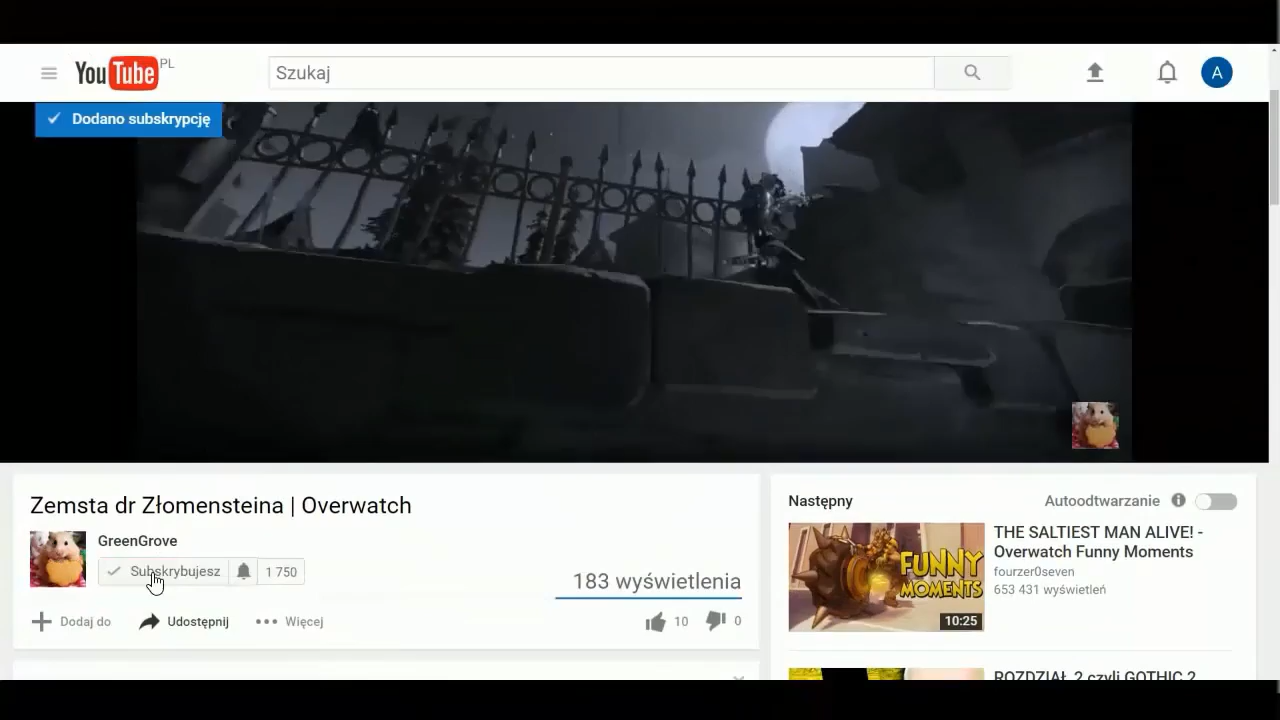 YouTube PL
Szukaj
A
Dodano subskrypcję
Zemsta dr Złomensteina | Overwatch
GreenGrove
Subskrybujesz
1 750
183 wyświetlenia
Dodaj do
Udostępnij
Więcej
10
0
Następny
Autoodtwarzanie
FUNNY
MOMENTS
10:25
THE SALTIEST MAN ALIVE! -
Overwatch Funny Moments
fourzer0seven
653 431 wyświetleń
ROZDZIAŁ 2 czyli GOTHIC 2